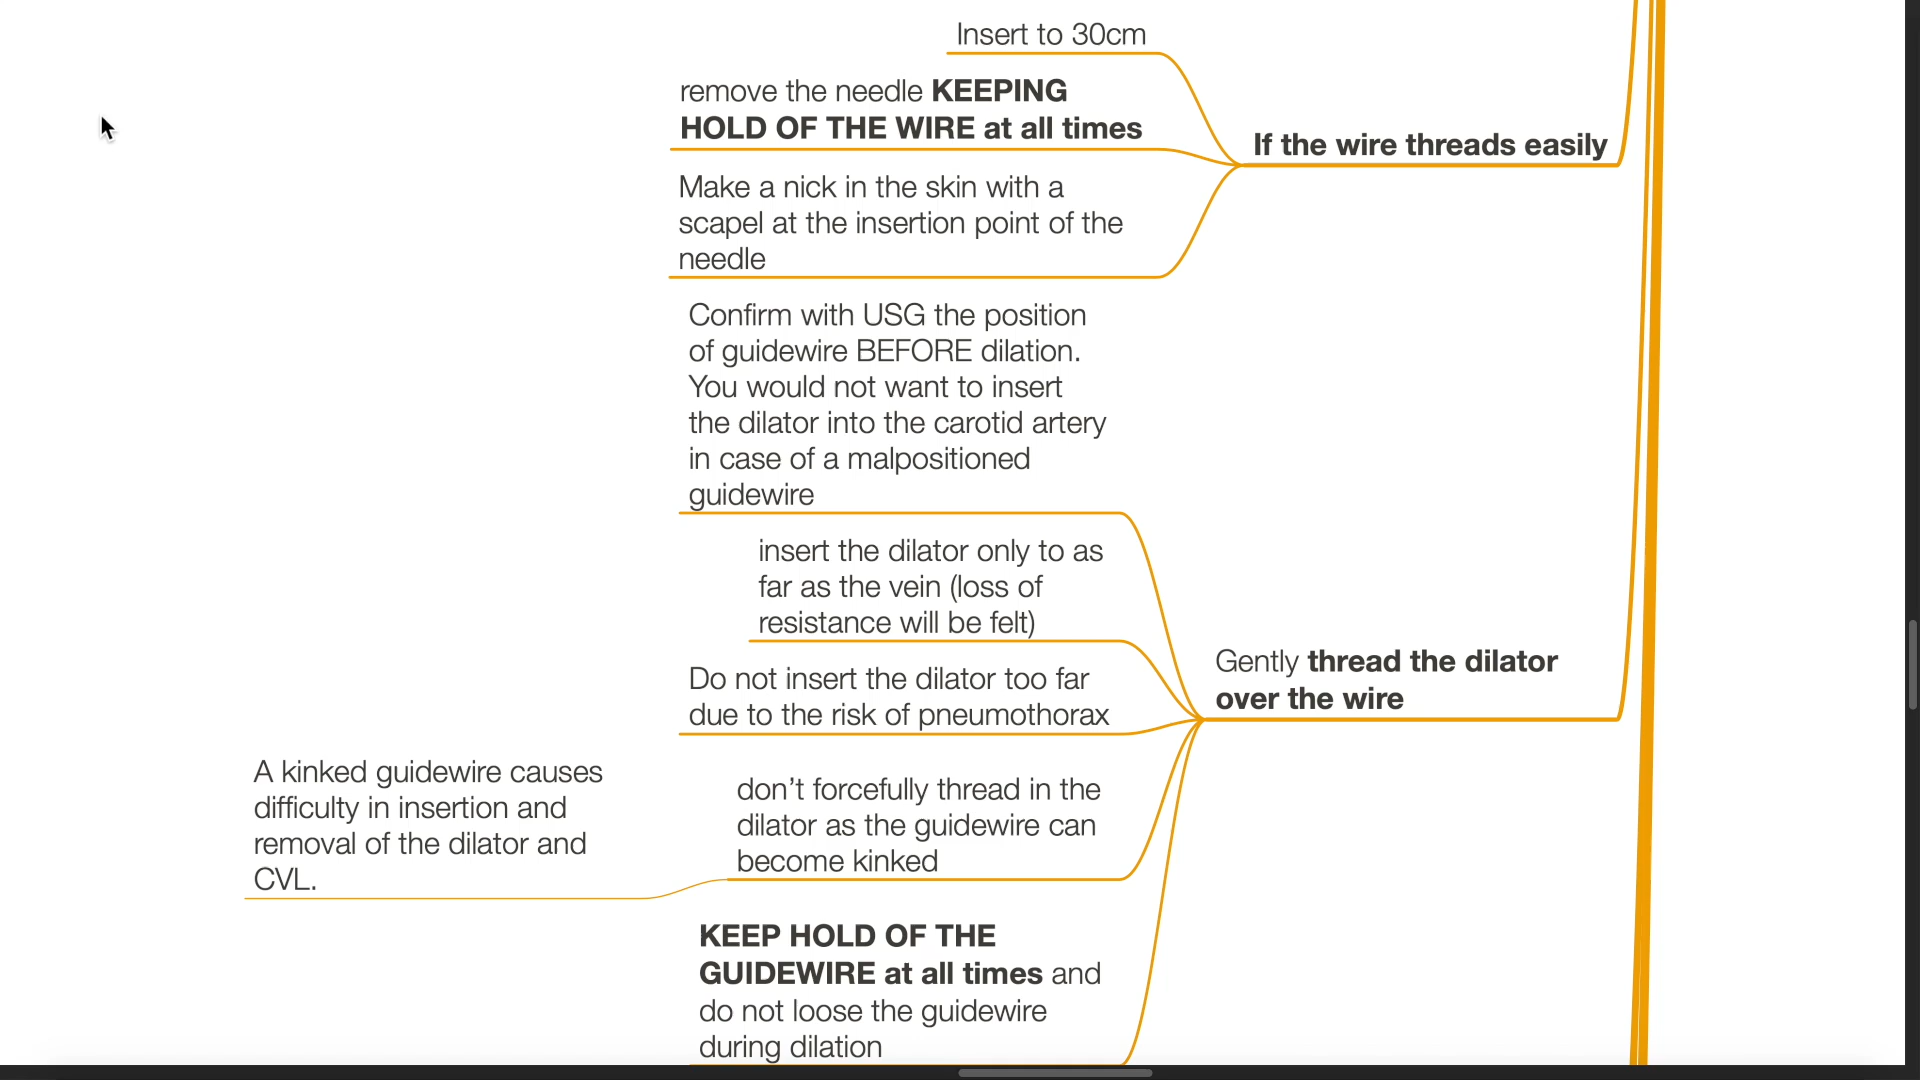 Insert to 30cm
remove the needle KEEPING
HOLD OF THE WIRE at all times
If the wire threads easily
Make a nick in the skin with a
scapel at the insertion point of the
needle
Confirm with USG the position
of guidewire BEFORE dilation.
You would not want to insert
the dilator into the carotid artery
in case of a malpositioned
guidewire
insert the dilator only to as
far as the vein (loss of
resistance will be felt)
Gently thread the dilator
over the wire
Do not insert the dilator too far
due to the risk of pneumothorax
don’t forcefully thread in the
dilator as the guidewire can
become kinked
A kinked guidewire causes
difficulty in insertion and
removal of the dilator and
CVL.
KEEP HOLD OF THE
GUIDEWIRE at all times and
do not loose the guidewire
during dilation